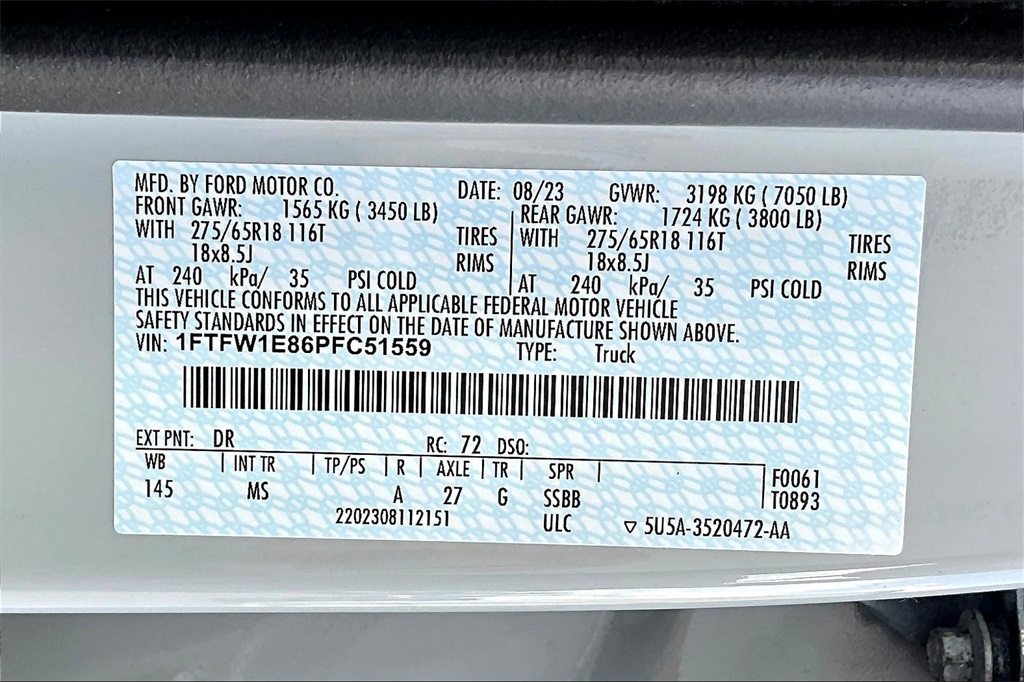 MFD. BY FORD MOTOR CO. DATE: 08/23 GVWR: 3198 KG ( 7050 LB)
FRONT GAWR: 1565 KG ( 3450 LB) REAR GAWR: 1724 KG ( 3800 LB)
WITH 275/65R18 116T TIRES WITH 275/65R18 116T TIRES
18x8.5J RIMS 18x8.5J RIMS
AT 240 kPa/ 35 PSI COLD AT 240 kPa/ 35 PSI COLD
THIS VEHICLE CONFORMS TO ALL APPLICABLE FEDERAL MOTOR VEHICLE
SAFETY STANDARDS IN EFFECT ON THE DATE OF MANUFACTURE SHOWN ABOVE.
VIN: 1FTFW1E86PFC51559 TYPE: Truck
EXT PNT: DR RC: 72 DSO:
WB INT TR TP/PS R AXLE TR SPR F0061
145 MS A 27 G SSBB T0893
2202308112151 ULC ▽ 5U5A-3520472-AA